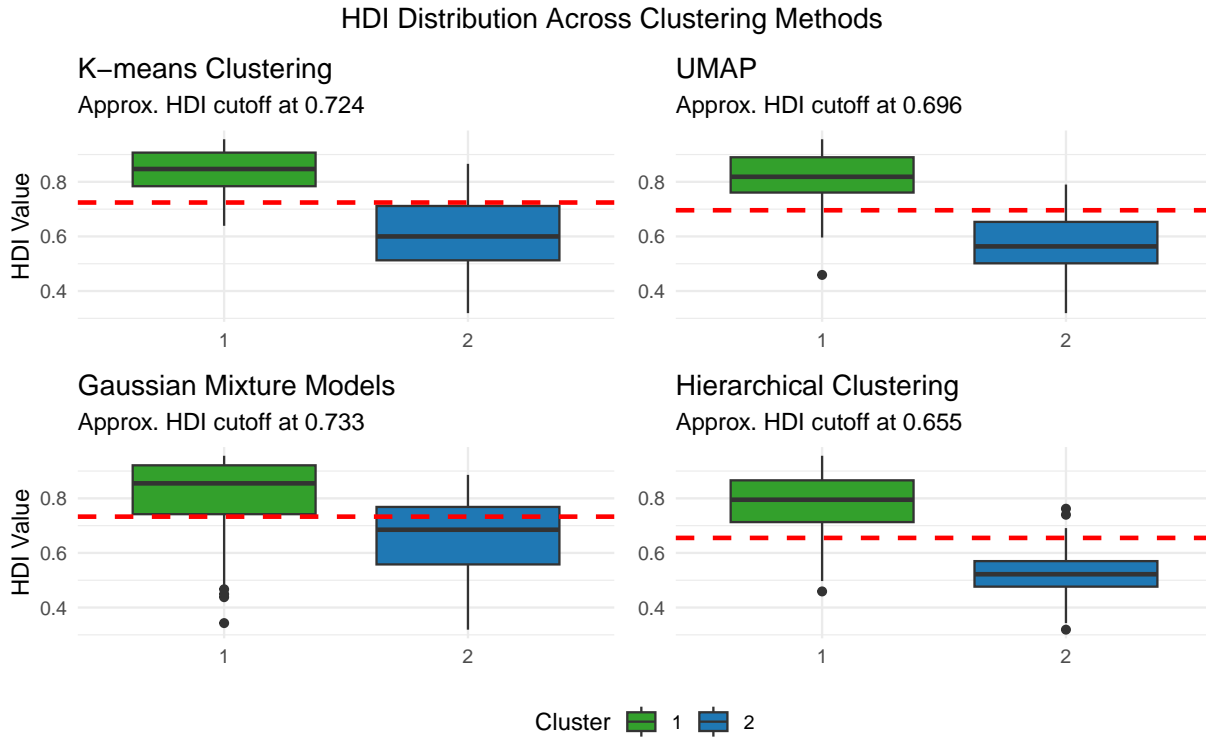 HDI Distribution Across Clustering Methods
K−means Clustering
Approx. HDI cutoff at 0.724
HDI Value
0.8
0.6
0.4
1
2
UMAP
Approx. HDI cutoff at 0.696
0.8
0.6
0.4
1
2
Gaussian Mixture Models
Approx. HDI cutoff at 0.733
HDI Value
0.8
0.6
0.4
1
2
Hierarchical Clustering
Approx. HDI cutoff at 0.655
0.8
0.6
0.4
1
2
Cluster 1 2